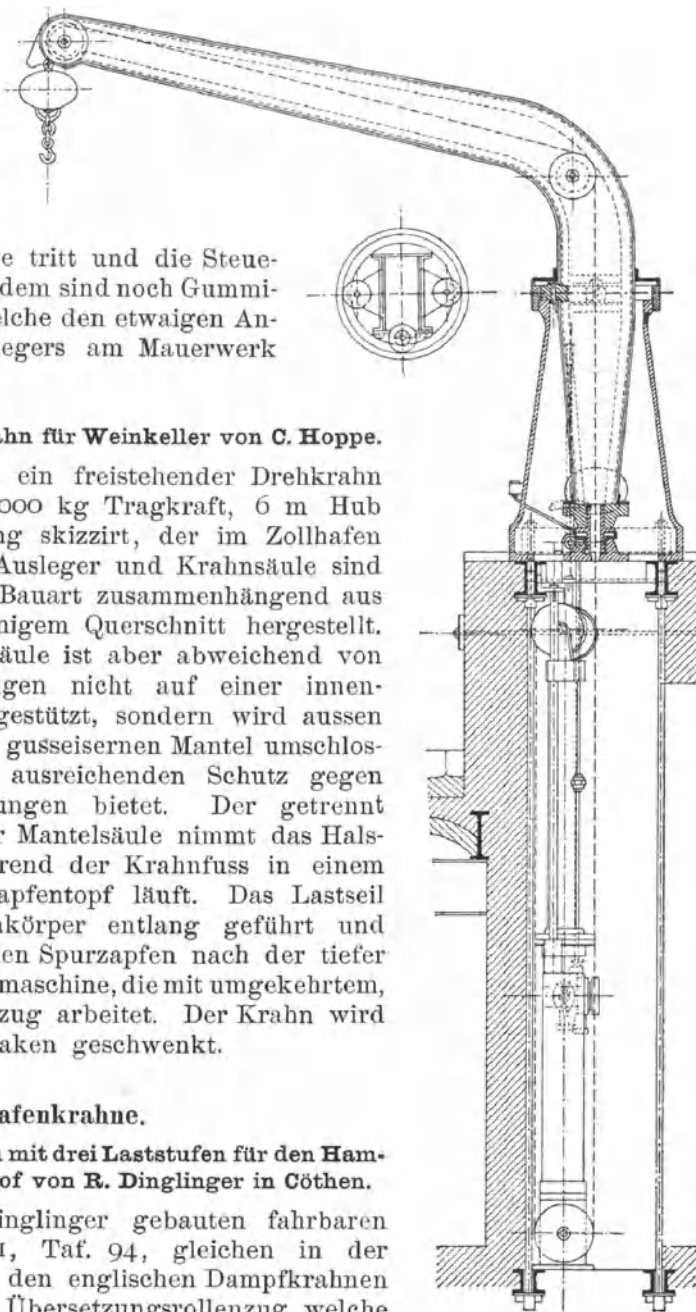 e tritt und die Steue-
dem sind noch Gummi-
elche den etwaigen An-
legers am Mauerwerk
ahn für Weinkeller von C. Hoppe.
ein freistehender Drehkrahn
000 kg Tragkraft, 6 m Hub
ng skizzirt, der im Zollhafen
Ausleger und Krahnsäule sind
Bauart zusammenhängend aus
nigem Querschnitt hergestellt.
äule ist aber abweichend von
gen nicht auf einer innen-
gestützt, sondern wird aussen
gusseisernen Mantel umschlos-
ausreichenden Schutz gegen
ungen bietet. Der getrennt
r Mantelsäule nimmt das Hals-
rend der Krahnfuss in einem
apfentopf läuft. Das Lastseil
nkörper entlang geführt und
en Spurzapfen nach der tiefer
maschine, die mit umgekehrtem,
zug arbeitet. Der Krahn wird
aken geschwenkt.
afenkrahne.
n mit drei Laststufen für den Ham-
of von R. Dinglinger in Cöthen.
inglinger gebauten fahrbaren
1, Taf. 94, gleichen in der
den englischen Dampfkrahnen
Übersetzungsrollenzug, welche